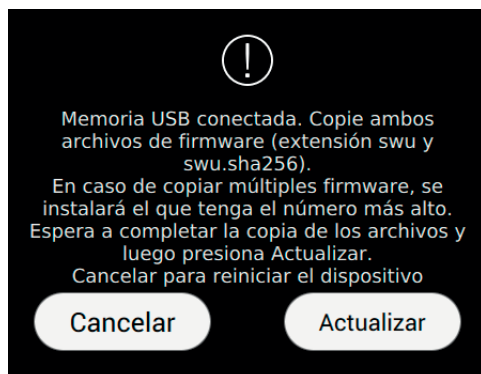 Memoria USB conectada. Copie ambos
archivos de firmware (extensión swu y
swu.sha256).
En caso de copiar múltiples firmware, se
instalará el que tenga el número más alto.
Espera a completar la copia de los archivos y
luego presiona Actualizar.
Cancelar para reiniciar el dispositivo
Cancelar
Actualizar